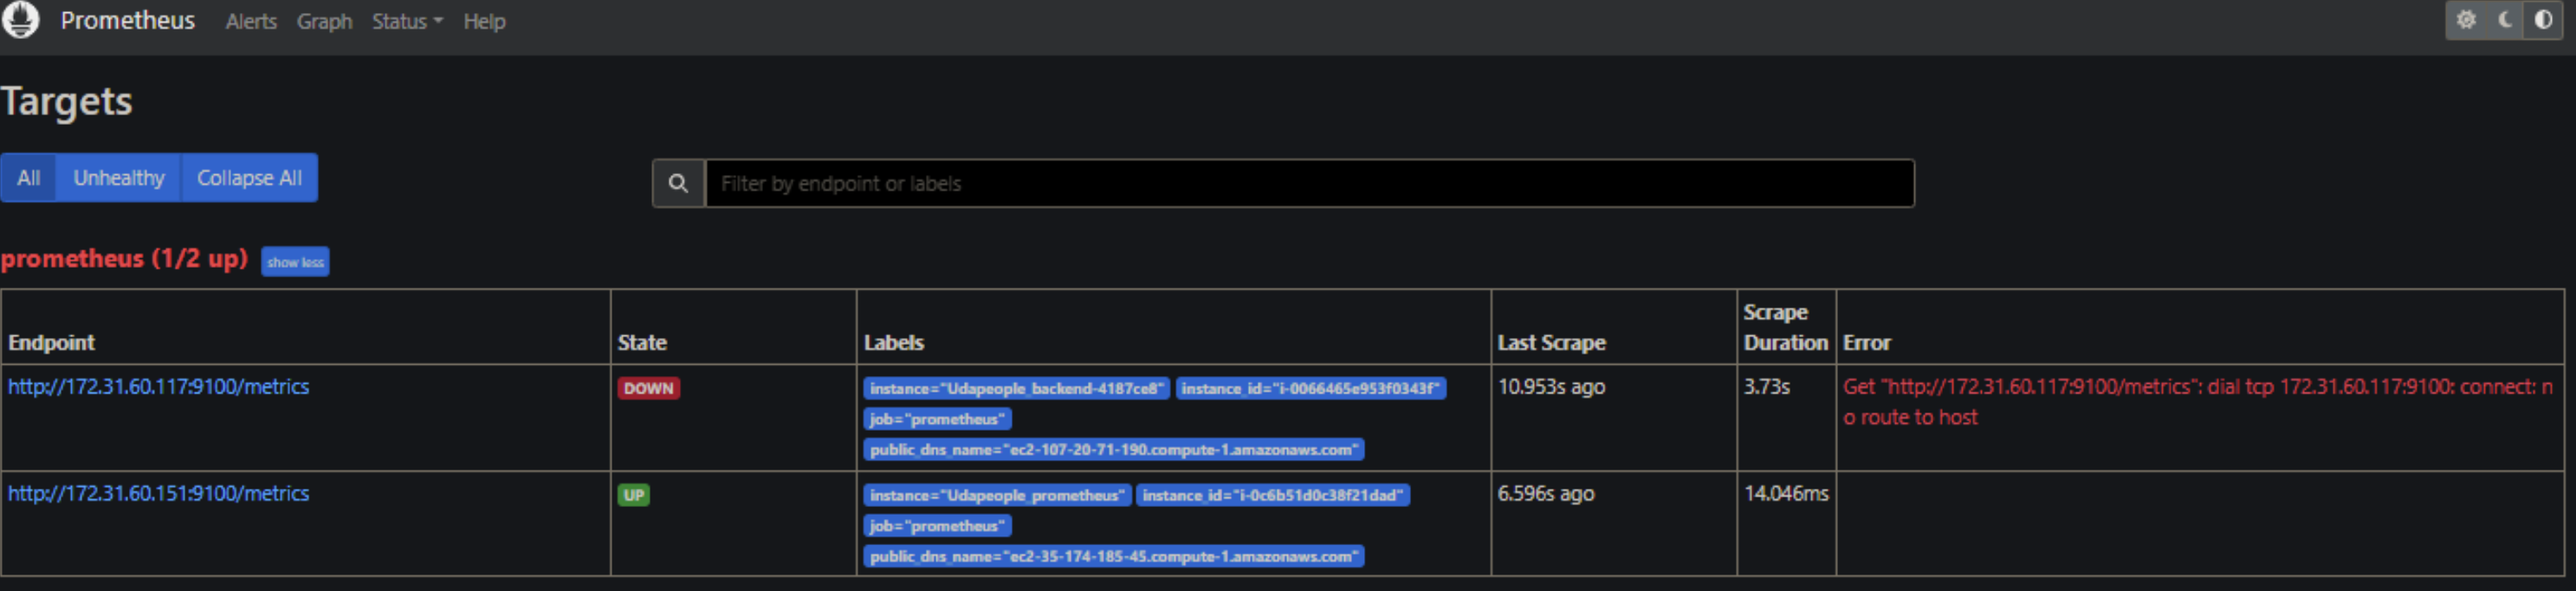 Prometheus Alerts Graph Status Help
Targets
All Unhealthy Collapse All
Filter by endpoint or labels
prometheus (1/2 up) show less
Endpoint State Labels Last Scrape Scrape Duration Error
http://172.31.60.117:9100/metrics DOWN instance="Udapeople_backend-4187ce8" instance_id="i-0066465e953f0343f" 10.953s ago 3.73s Get "http://172.31.60.117:9100/metrics": dial tcp 172.31.60.117:9100: connect: n
job="prometheus" o route to host
public_dns_name="ec2-107-20-71-190.compute-1.amazonaws.com"
http://172.31.60.151:9100/metrics UP instance="Udapeople_prometheus" instance_id="i-0c6b51d0c38f21dad" 6.596s ago 14.046ms
job="prometheus"
public_dns_name="ec2-35-174-185-45.compute-1.amazonaws.com"